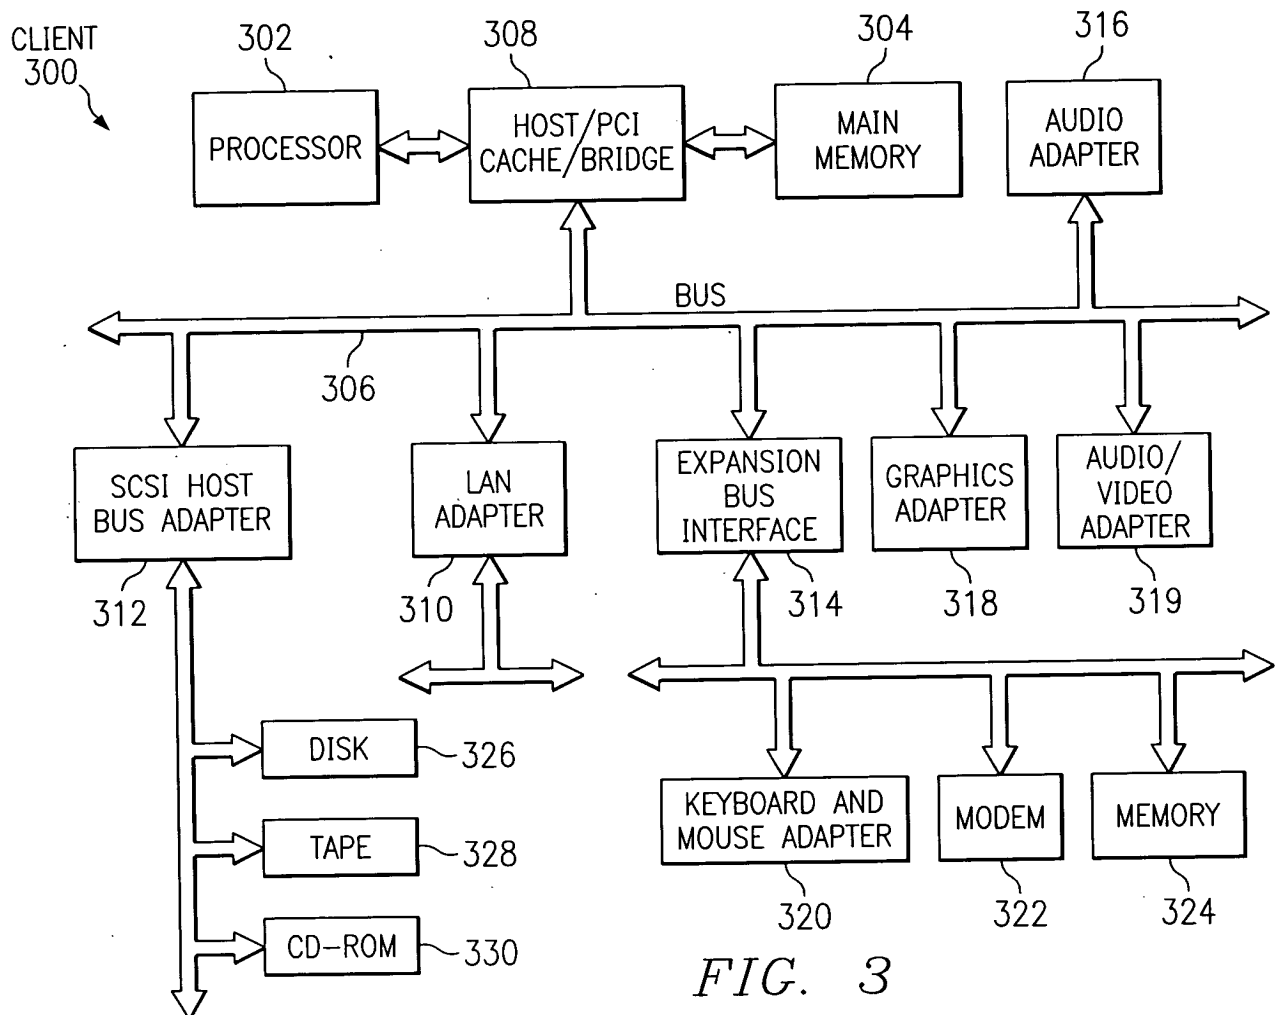 CLIENT
300
302
308
304
316
PROCESSOR
HOST/PCI
CACHE/BRIDGE
MAIN
MEMORY
AUDIO
ADAPTER
BUS
306
SCSI HOST
BUS ADAPTER
312
LAN
ADAPTER
310
EXPANSION
BUS
INTERFACE
314
GRAPHICS
ADAPTER
318
AUDIO/
VIDEO
ADAPTER
319
DISK
326
TAPE
328
CD-ROM
330
KEYBOARD AND
MOUSE ADAPTER
320
MODEM
322
MEMORY
324
FIG. 3